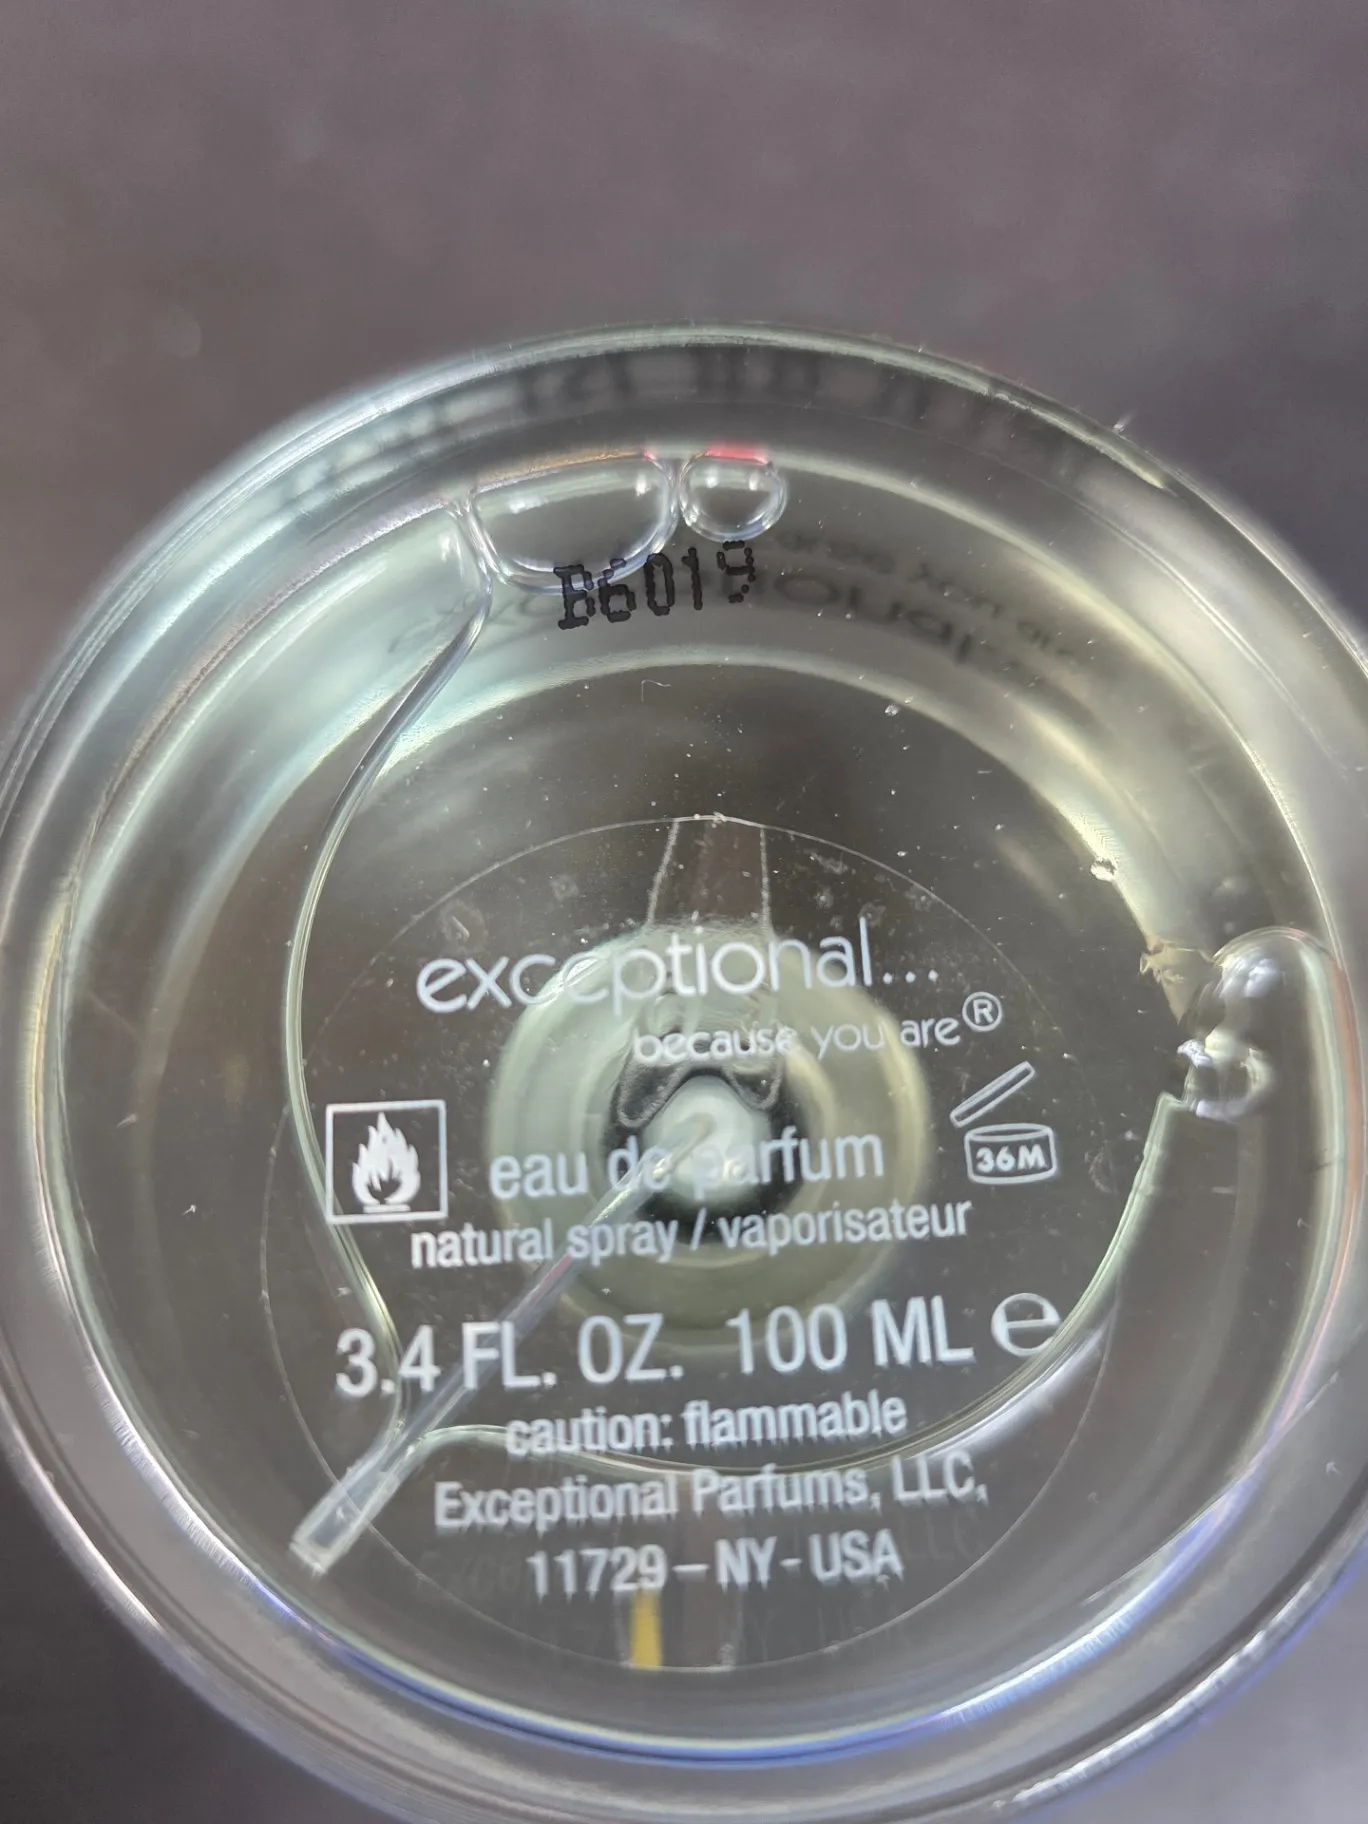 B6019
exceptional...
because you are®
eau de parfum
36M
natural spray / vaporisateur
3.4 FL. OZ. 100 ML ℮
caution: flammable
Exceptional Parfums, LLC,
11729 – NY - USA